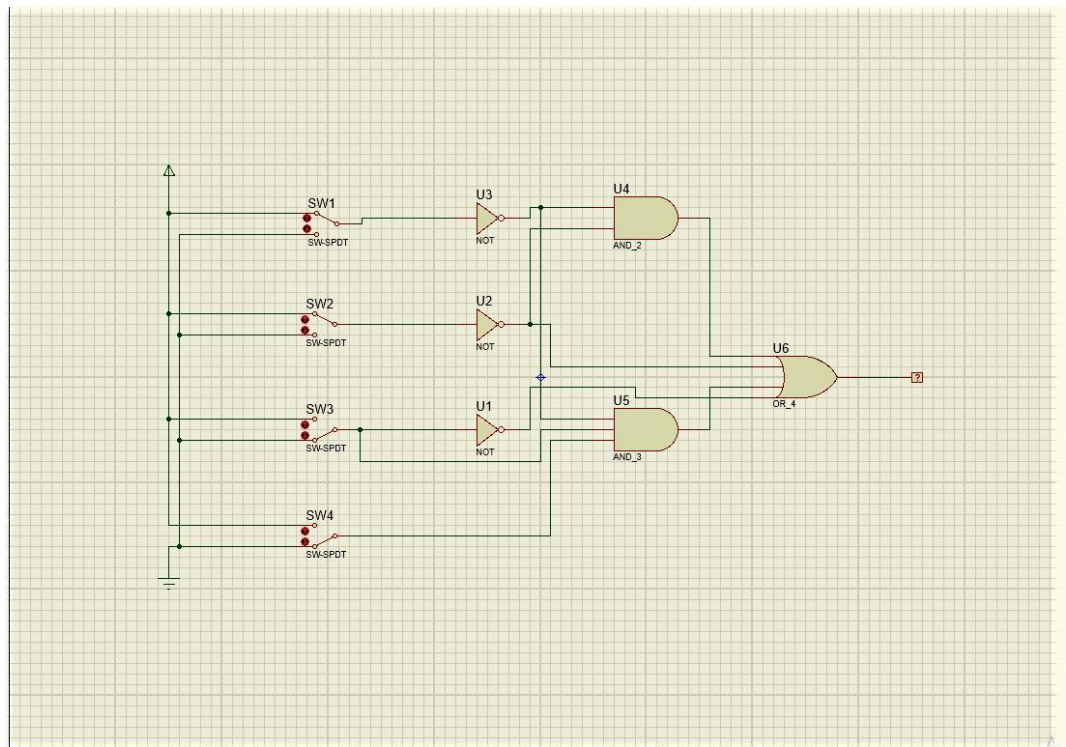 U3
U4
SW1
NOT
SW-SPDT
AND_2
SW2
U2
SW-SPDT
NOT
U6
SW3
U1
U5
?
OR_4
SW-SPDT
NOT
AND_3
SW4
SW-SPDT